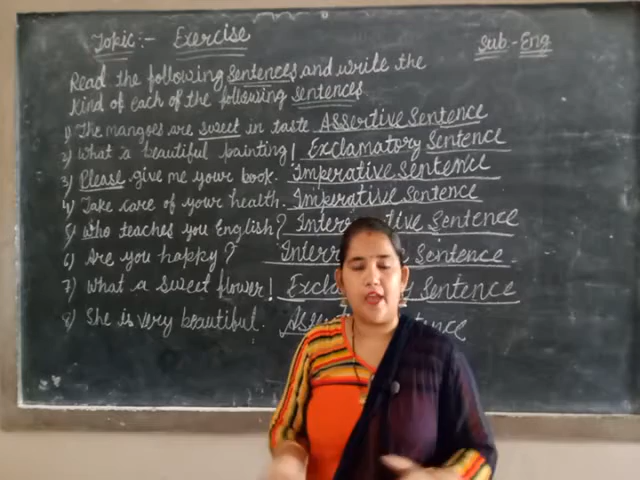 Topic:- Exercise
Sub.- Eng
Read the following Sentences and write the
Kind of each of the following sentences.
1) The mangoes are sweet in taste Assertive Sentence
2) What a beautiful painting! Exclamatory Sentence
3) Please give me your book. Imperative Sentence
4) Take care of your health. Imperative Sentence
5) Who teaches you English? Sentence
6) Are you happy? Sentence
7) What a sweet flower! Sentence
8) She is very beautiful.